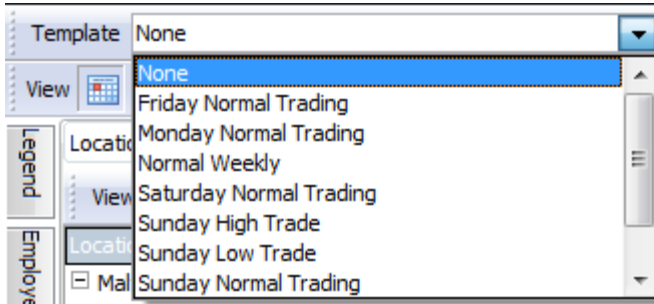 Template None
None
View
Friday Normal Trading
Monday Normal Trading
Legend
Normal Weekly
Saturday Normal Trading
View
Sunday High Trade
Sunday Low Trade
Sunday Normal Trading